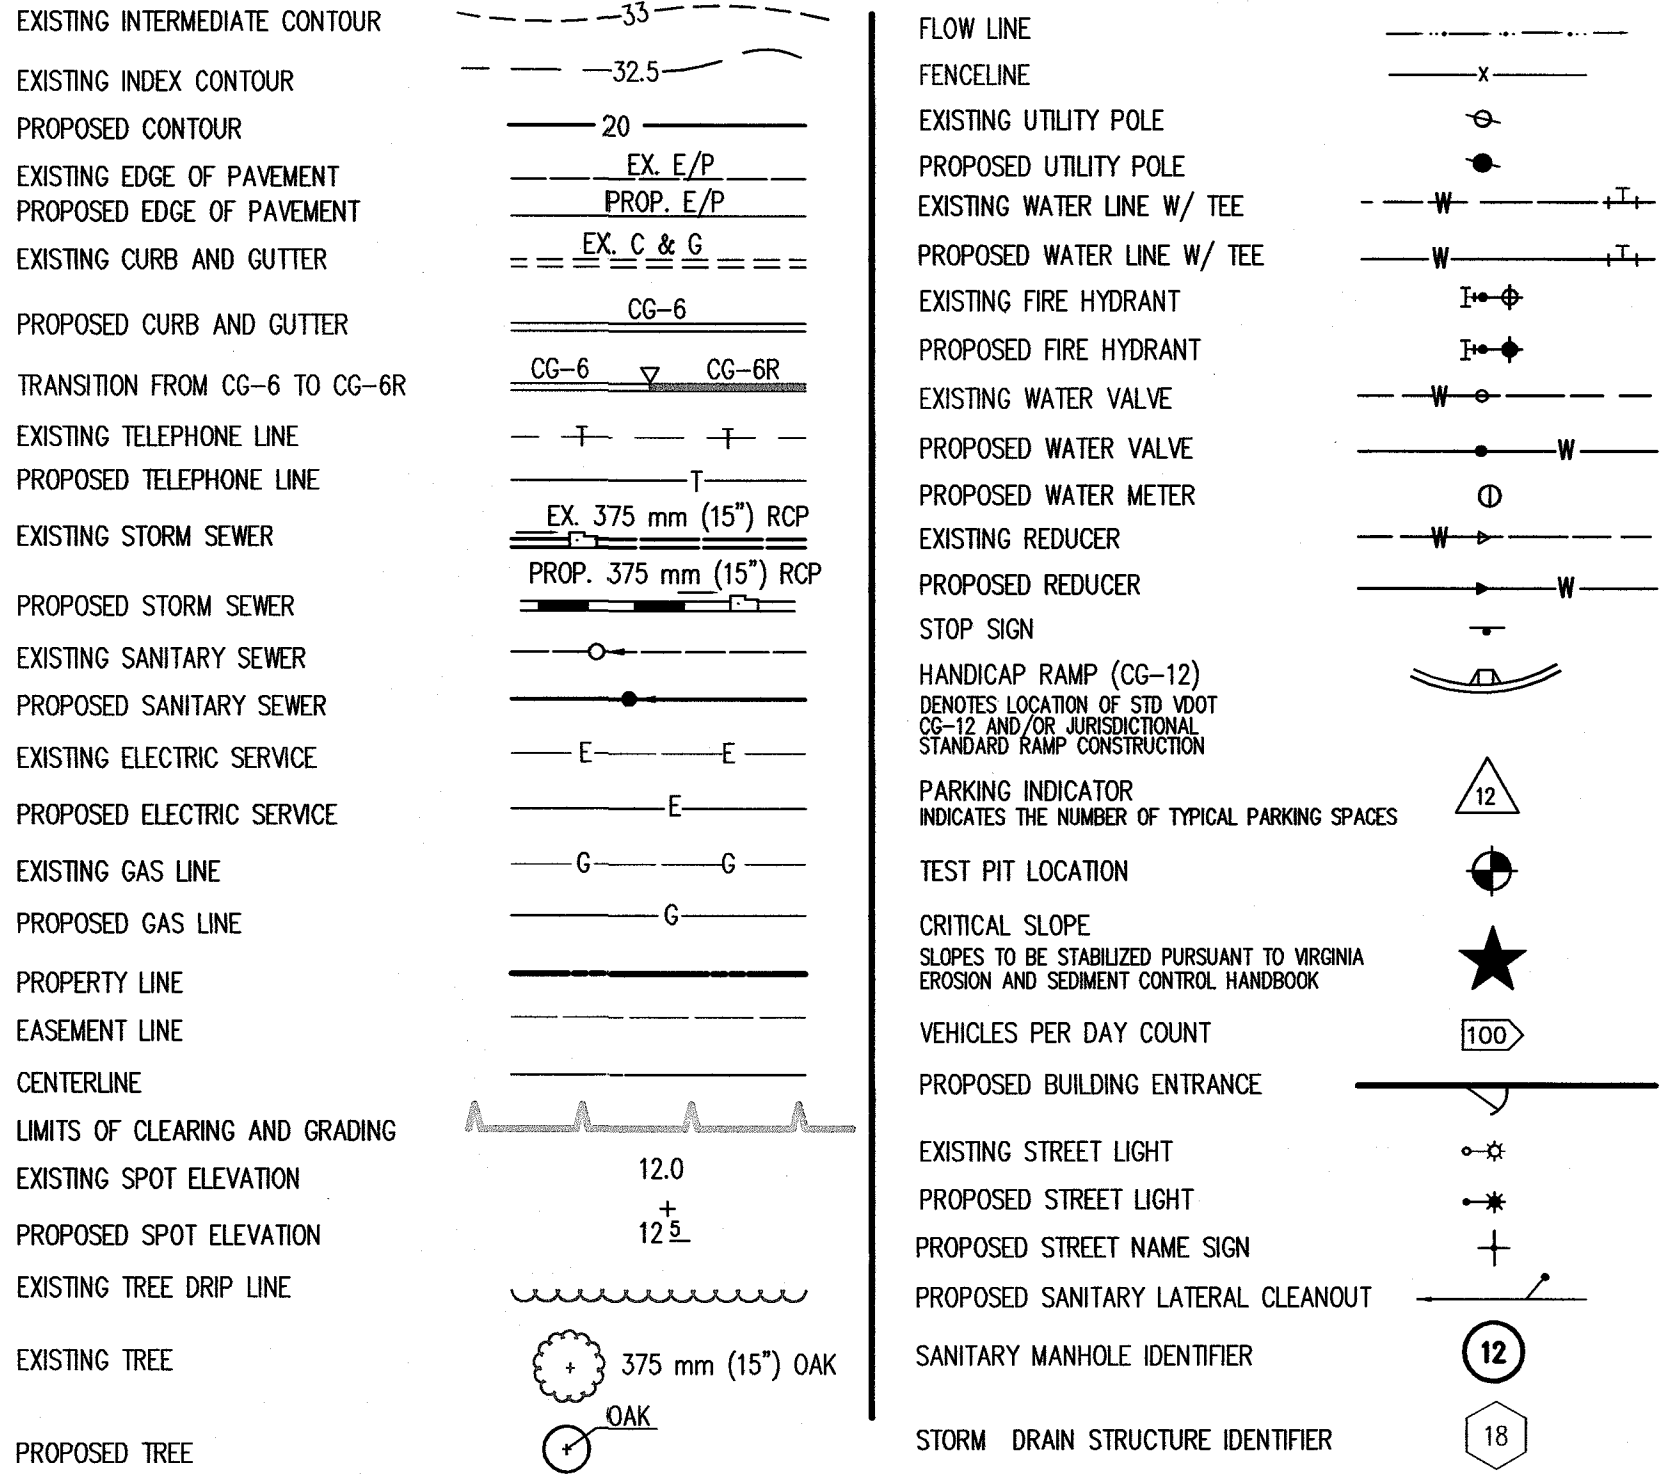 EXISTING INTERMEDIATE CONTOUR
33
EXISTING INDEX CONTOUR
32.5
PROPOSED CONTOUR
20
EXISTING EDGE OF PAVEMENT
EX. E/P
PROPOSED EDGE OF PAVEMENT
PROP. E/P
EXISTING CURB AND GUTTER
EX. C & G
PROPOSED CURB AND GUTTER
CG-6
TRANSITION FROM CG-6 TO CG-6R
CG-6 CG-6R
EXISTING TELEPHONE LINE
T T
PROPOSED TELEPHONE LINE
T
EXISTING STORM SEWER
EX. 375 mm (15") RCP
PROPOSED STORM SEWER
PROP. 375 mm (15") RCP
EXISTING SANITARY SEWER
PROPOSED SANITARY SEWER
EXISTING ELECTRIC SERVICE
E E
PROPOSED ELECTRIC SERVICE
E
EXISTING GAS LINE
G G
PROPOSED GAS LINE
G
PROPERTY LINE
EASEMENT LINE
CENTERLINE
LIMITS OF CLEARING AND GRADING
EXISTING SPOT ELEVATION
12.0
PROPOSED SPOT ELEVATION
+
12 5
EXISTING TREE DRIP LINE
EXISTING TREE
+ 375 mm (15") OAK
PROPOSED TREE
OAK
+
FLOW LINE
FENCELINE
X
EXISTING UTILITY POLE
PROPOSED UTILITY POLE
EXISTING WATER LINE W/ TEE
W T
PROPOSED WATER LINE W/ TEE
W T
EXISTING FIRE HYDRANT
PROPOSED FIRE HYDRANT
EXISTING WATER VALVE
W
PROPOSED WATER VALVE
W
PROPOSED WATER METER
EXISTING REDUCER
W
PROPOSED REDUCER
W
STOP SIGN
HANDICAP RAMP (CG-12)
DENOTES LOCATION OF STD VDOT
CG-12 AND/OR JURISDICTIONAL
STANDARD RAMP CONSTRUCTION
PARKING INDICATOR
INDICATES THE NUMBER OF TYPICAL PARKING SPACES
12
TEST PIT LOCATION
CRITICAL SLOPE
SLOPES TO BE STABILIZED PURSUANT TO VIRGINIA
EROSION AND SEDIMENT CONTROL HANDBOOK
VEHICLES PER DAY COUNT
100
PROPOSED BUILDING ENTRANCE
EXISTING STREET LIGHT
PROPOSED STREET LIGHT
PROPOSED STREET NAME SIGN
PROPOSED SANITARY LATERAL CLEANOUT
SANITARY MANHOLE IDENTIFIER
12
STORM DRAIN STRUCTURE IDENTIFIER
18